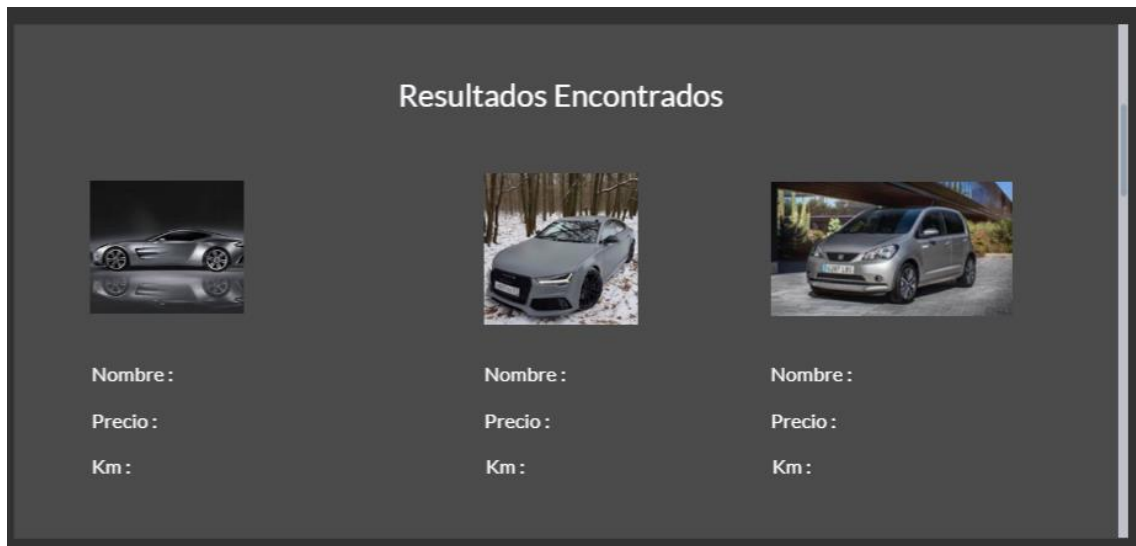 Resultados Encontrados
Nombre : Nombre : Nombre :
Precio : Precio : Precio :
Km : Km : Km :